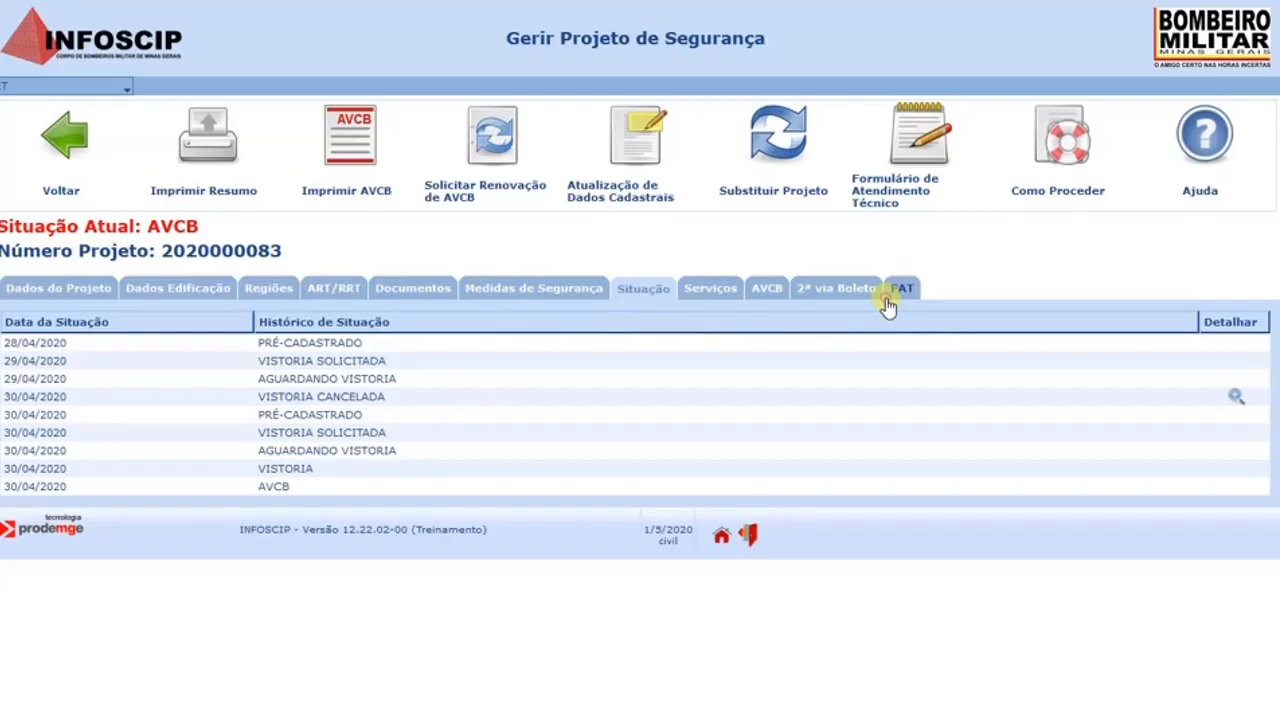 INFOSCIP
CORPO DE BOMBEIROS MILITAR DE MINAS GERAIS
Gerir Projeto de Segurança
BOMBEIRO
MILITAR
MINAS GERAIS
O AMIGO CERTO NAS HORAS INCERTAS
AVCB
Voltar
Imprimir Resumo
Imprimir AVCB
Solicitar Renovação
de AVCB
Atualização de
Dados Cadastrais
Substituir Projeto
Formulário de
Atendimento
Técnico
Como Proceder
Ajuda
Situação Atual: AVCB
Número Projeto: 2020000083
Dados do Projeto Dados Edificação Regiões ART/RRT Documentos Medidas de Segurança Situação Serviços AVCB 2ª via Boleto FAT
Data da Situação Histórico de Situação Detalhar
28/04/2020 PRÉ-CADASTRADO
29/04/2020 VISTORIA SOLICITADA
29/04/2020 AGUARDANDO VISTORIA
30/04/2020 VISTORIA CANCELADA
30/04/2020 PRÉ-CADASTRADO
30/04/2020 VISTORIA SOLICITADA
30/04/2020 AGUARDANDO VISTORIA
30/04/2020 VISTORIA
30/04/2020 AVCB
tecnologia
prodemge
INFOSCIP - Versão 12.22.02-00 (Treinamento)
1/5/2020
civil